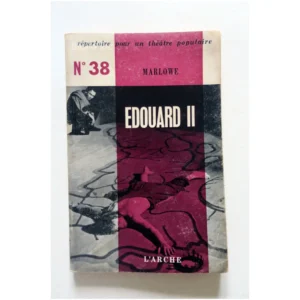 répertoire pour un théâtre populaire
N° 38
MARLOWE
EDOUARD II
L'ARCHE